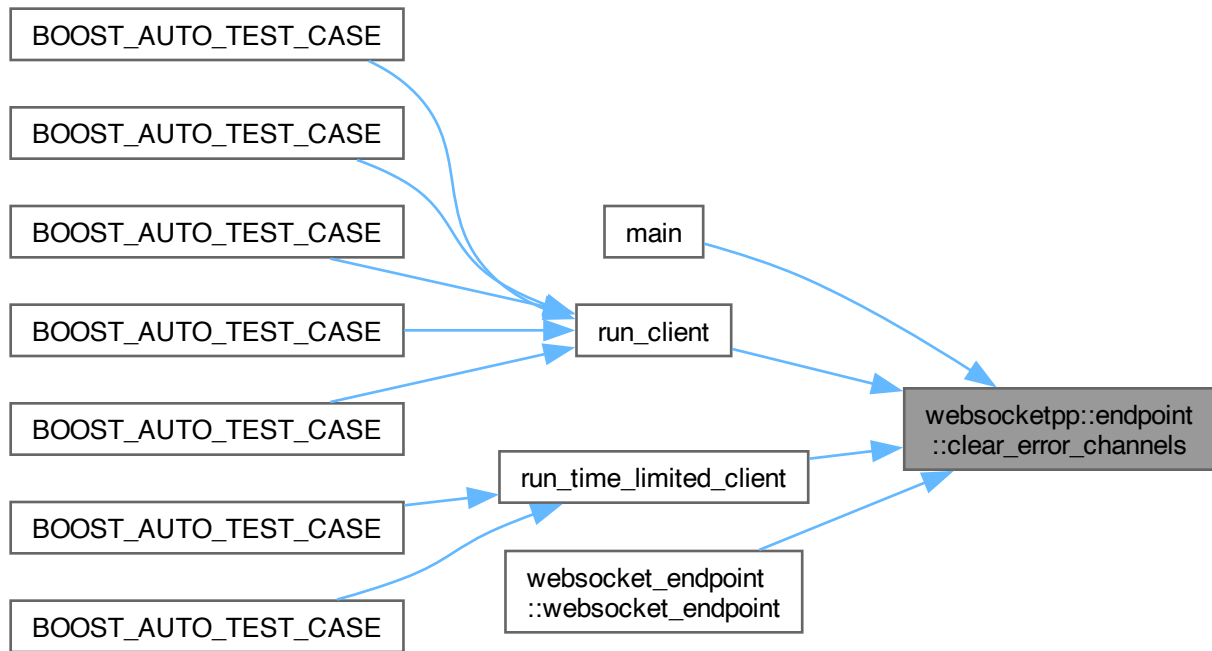 BOOST_AUTO_TEST_CASE
BOOST_AUTO_TEST_CASE
BOOST_AUTO_TEST_CASE
BOOST_AUTO_TEST_CASE
BOOST_AUTO_TEST_CASE
BOOST_AUTO_TEST_CASE
BOOST_AUTO_TEST_CASE
main
run_client
run_time_limited_client
websocket_endpoint
::websocket_endpoint
websocketpp::endpoint
::clear_error_channels